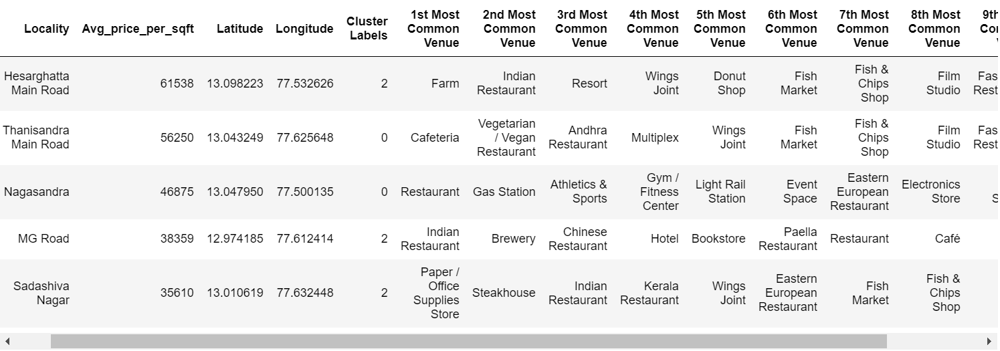 Locality
Avg_price_per_sqft
Latitude
Longitude
Cluster
Labels
1st Most
Common
Venue
2nd Most
Common
Venue
3rd Most
Common
Venue
4th Most
Common
Venue
5th Most
Common
Venue
6th Most
Common
Venue
7th Most
Common
Venue
8th Most
Common
Venue
9th
Hesarghatta
Main Road
61538
13.098223
77.532626
2
Farm
Indian
Restaurant
Resort
Wings
Joint
Donut
Shop
Fish
Market
Fish &
Chips
Shop
Film
Studio
Fas
Rest
Thanisandra
Main Road
56250
13.043249
77.625648
0
Cafeteria
Vegetarian
/ Vegan
Restaurant
Andhra
Restaurant
Multiplex
Wings
Joint
Fish
Market
Fish &
Chips
Shop
Film
Studio
Fas
Rest
Nagasandra
46875
13.047950
77.500135
0
Restaurant
Gas Station
Athletics &
Sports
Gym /
Fitness
Center
Light Rail
Station
Event
Space
Eastern
European
Restaurant
Electronics
Store
S
MG Road
38359
12.974185
77.612414
2
Indian
Restaurant
Brewery
Chinese
Restaurant
Hotel
Bookstore
Paella
Restaurant
Restaurant
Café
Sadashiva
Nagar
35610
13.010619
77.632448
2
Paper /
Office
Supplies
Store
Steakhouse
Indian
Restaurant
Kerala
Restaurant
Wings
Joint
Eastern
European
Restaurant
Fish
Market
Fish &
Chips
Shop